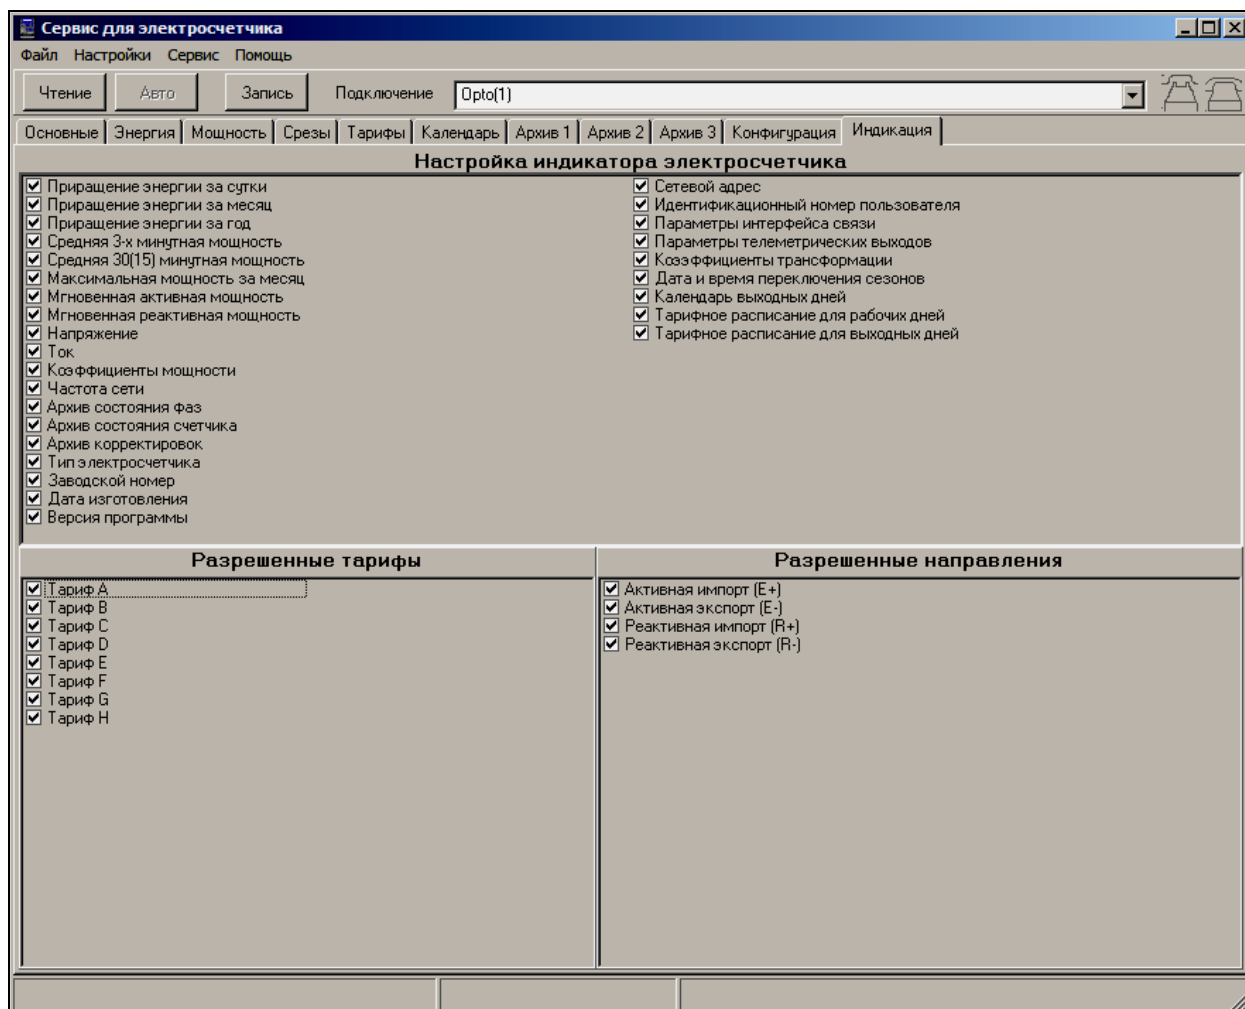 Сервис для электросчетчика
Файл Настройки Сервис Помощь
Чтение Авто Запись Подключение Opto(1)
Основные Энергия Мощность Срезы Тарифы Календарь Архив 1 Архив 2 Архив 3 Конфигурация Индикация
Настройка индикатора электросчетчика
Приращение энергии за сутки
Приращение энергии за месяц
Приращение энергии за год
Средняя 3-х минутная мощность
Средняя 30(15) минутная мощность
Максимальная мощность за месяц
Мгновенная активная мощность
Мгновенная реактивная мощность
Напряжение
Ток
Коэффициенты мощности
Частота сети
Архив состояния фаз
Архив состояния счетчика
Архив корректировок
Тип электросчетчика
Заводской номер
Дата изготовления
Версия программы
Сетевой адрес
Идентификационный номер пользователя
Параметры интерфейса связи
Параметры телеметрических выходов
Коэффициенты трансформации
Дата и время переключения сезонов
Календарь выходных дней
Тарифное расписание для рабочих дней
Тарифное расписание для выходных дней
Разрешенные тарифы
Тариф A
Тариф B
Тариф C
Тариф D
Тариф E
Тариф F
Тариф G
Тариф H
Разрешенные направления
Активная импорт (E+)
Активная экспорт (E-)
Реактивная импорт (R+)
Реактивная экспорт (R-)